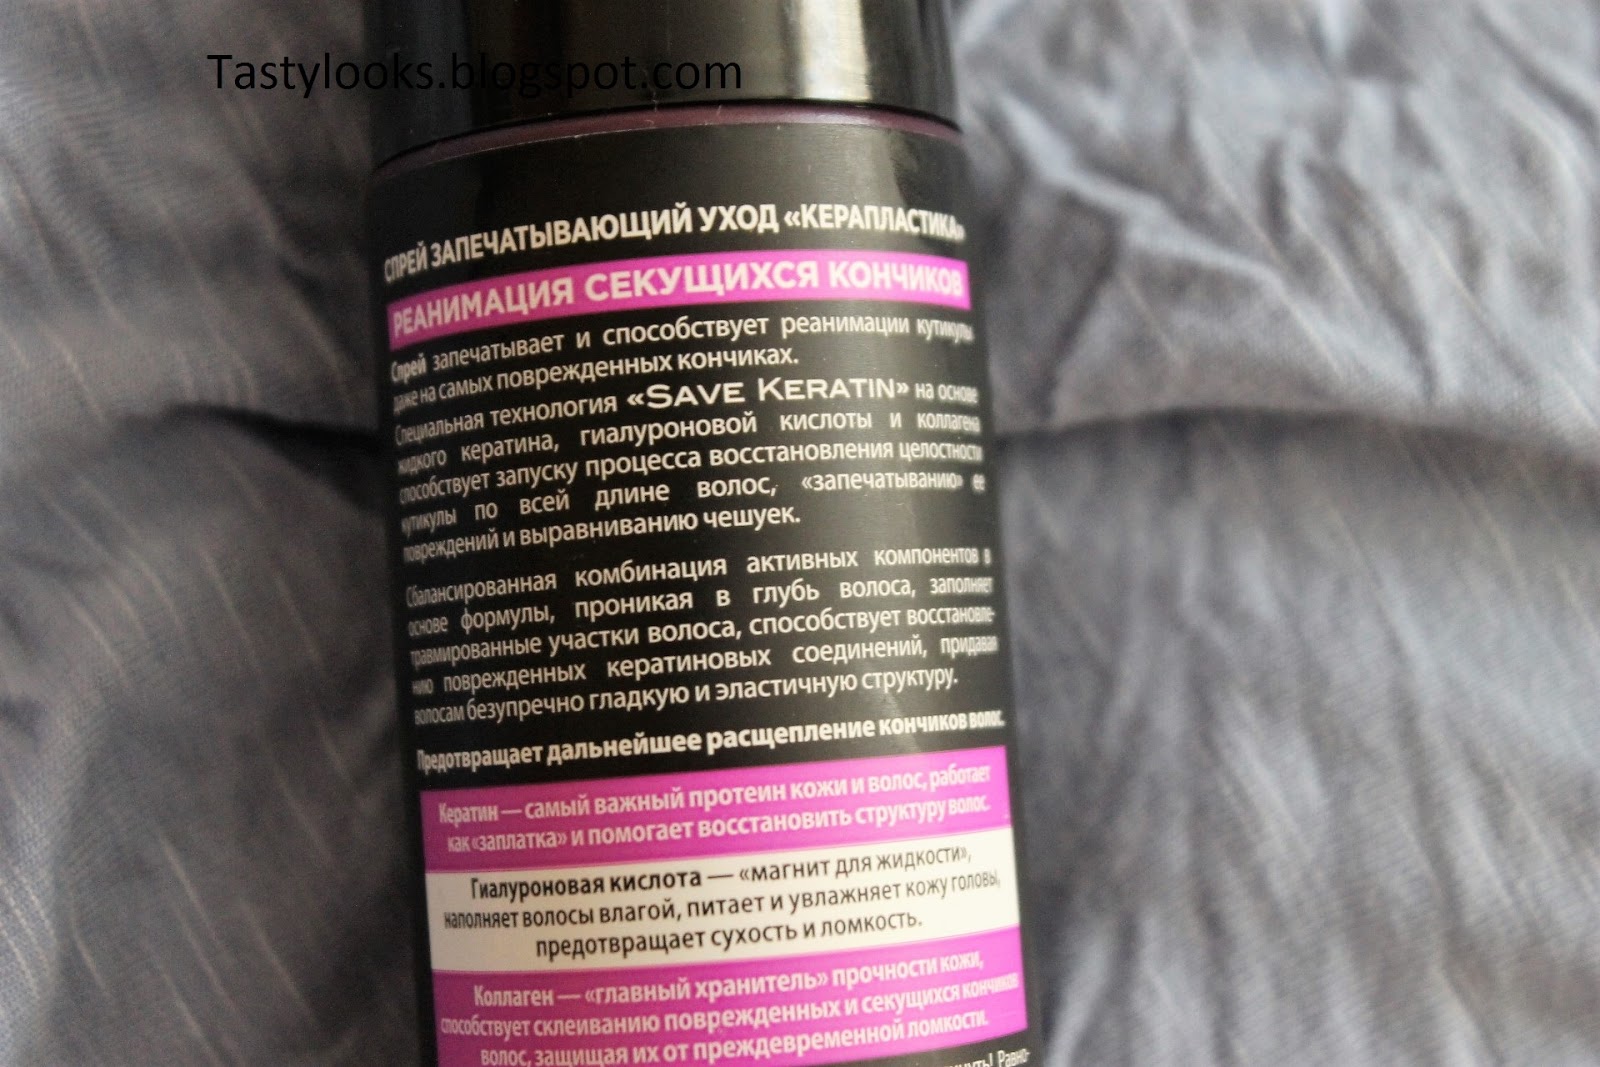 Tastylooks.blogspot.com
СПРЕЙ ЗАПЕЧАТЫВАЮЩИЙ УХОД «КЕРАПЛАСТИКА»
РЕАНИМАЦИЯ СЕКУЩИХСЯ КОНЧИКОВ
Спрей запечатывает и способствует реанимации кутикулы
даже на самых поврежденных кончиках.
Специальная технология «SAVE KERATIN» на основе
жидкого кератина, гиалуроновой кислоты и коллагена
способствует запуску процесса восстановления целостности
кутикулы по всей длине волос, «запечатыванию» ее
повреждений и выравниванию чешуек.
Сбалансированная комбинация активных компонентов в
основе формулы, проникая в глубь волоса, заполняет
травмированные участки волоса, способствует восстановле-
нию поврежденных кератиновых соединений, придавая
волосам безупречно гладкую и эластичную структуру.
Предотвращает дальнейшее расщепление кончиков волос.
Кератин — самый важный протеин кожи и волос, работает
как «заплатка» и помогает восстановить структуру волос.
Гиалуроновая кислота — «магнит для жидкости»,
наполняет волосы влагой, питает и увлажняет кожу головы,
предотвращает сухость и ломкость.
Коллаген — «главный хранитель» прочности кожи,
способствует склеиванию поврежденных и секущихся кончиков
волос, защищая их от преждевременной ломкости.
Равно-